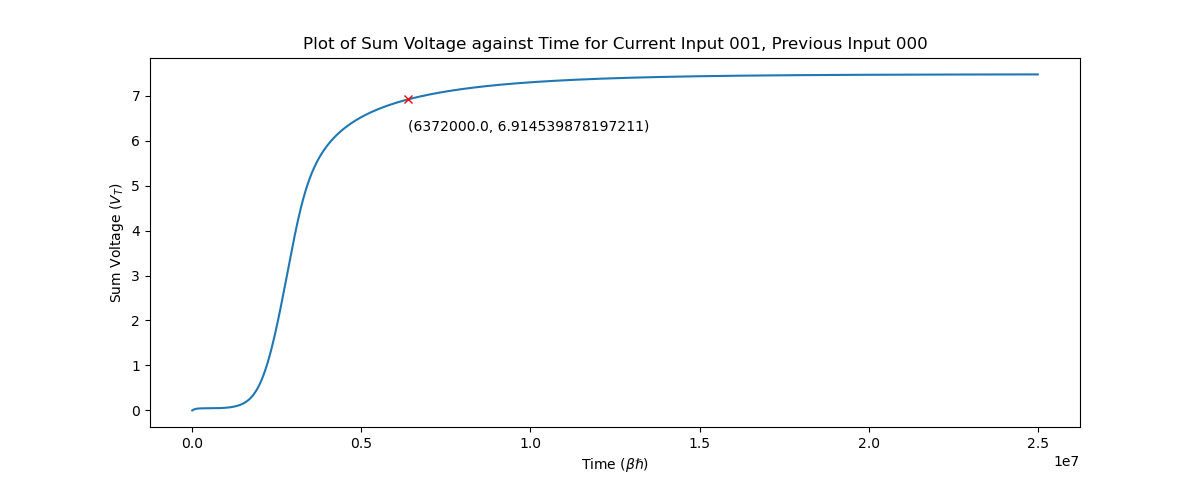 Plot of Sum Voltage against Time for Current Input 001, Previous Input 000
Sum Voltage (V_T)
7
6
5
4
3
2
1
0
(6372000.0, 6.914539878197211)
0.0 0.5 1.0 1.5 2.0 2.5
1e7
Time (βℏ)